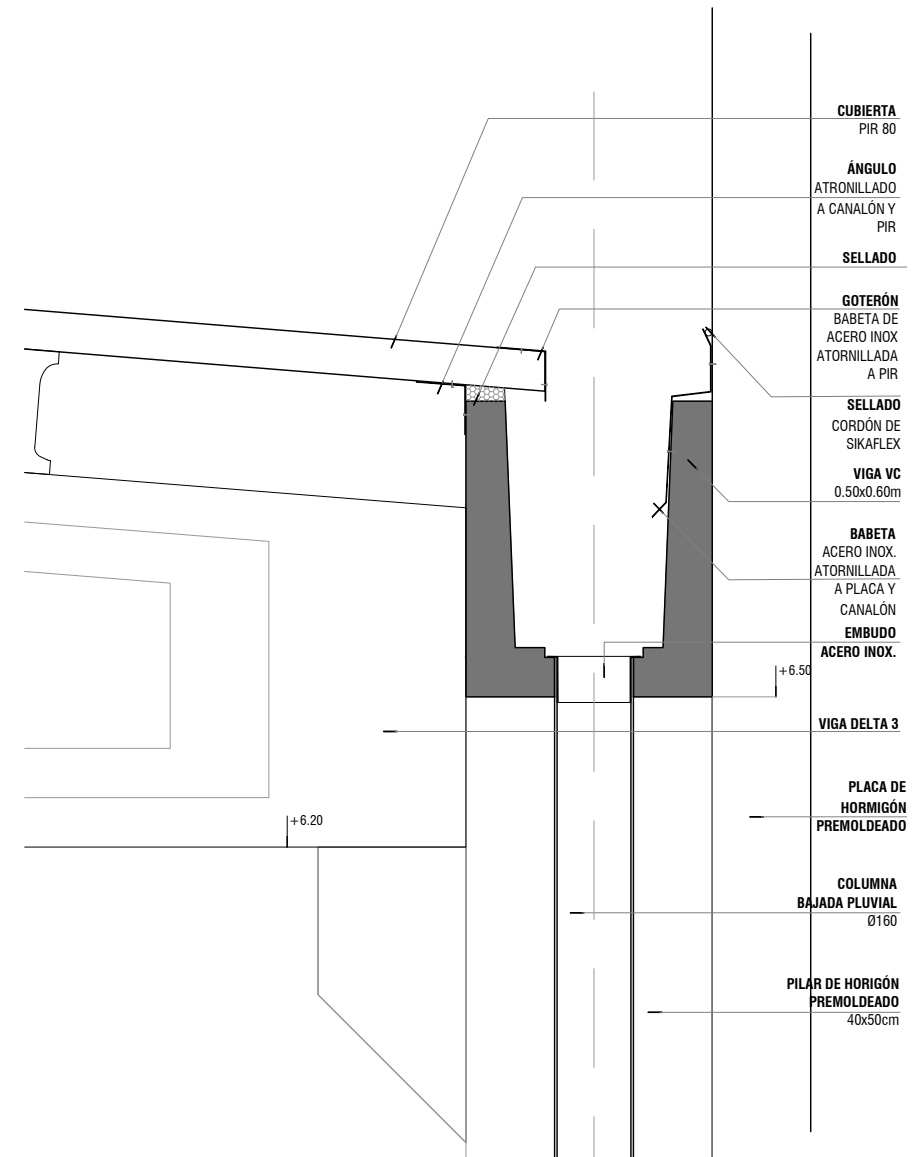 CUBIERTA
PIR 80
ÁNGULO
ATRONILLADO
A CANALÓN Y
PIR
SELLADO
GOTERÓN
BABETA DE
ACERO INOX
ATORNILLADA
A PIR
SELLADO
CORDÓN DE
SIKAFLEX
VIGA VC
0.50x0.60m
BABETA
ACERO INOX.
ATORNILLADA
A PLACA Y
CANALÓN
EMBUDO
ACERO INOX.
+6.50
VIGA DELTA 3
PLACA DE
HORMIGÓN
PREMOLDEADO
+6.20
COLUMNA
BAJADA PLUVIAL
Ø160
PILAR DE HORIGÓN
PREMOLDEADO
40x50cm